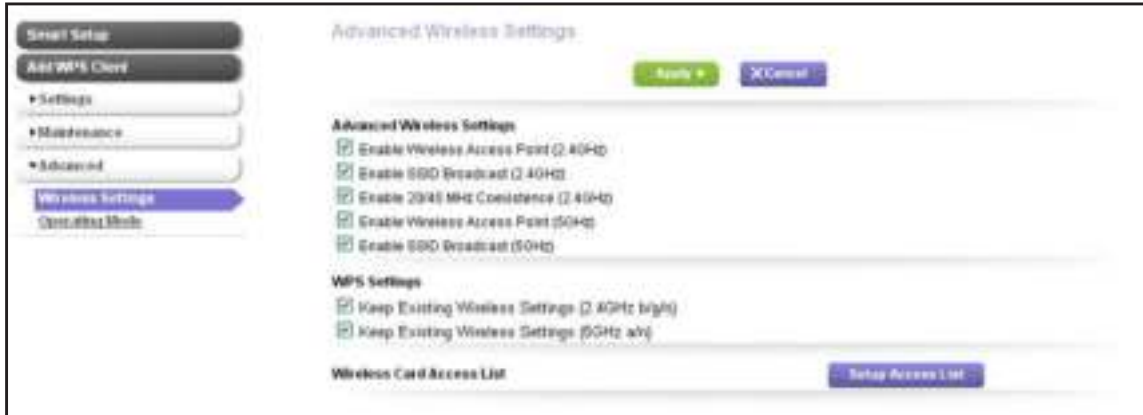 Smart Setup
Add WPS Client
Settings
Maintenance
Advanced
Wireless Settings
Operating Mode
Advanced Wireless Settings
Apply
X Cancel
Advanced Wireless Settings
Enable Wireless Access Point (2.4GHz)
Enable SSID Broadcast (2.4GHz)
Enable 20/40 MHz Coexistence (2.4GHz)
Enable Wireless Access Point (5GHz)
Enable SSID Broadcast (5GHz)
WPS Settings
Keep Existing Wireless Settings (2.4GHz b/g/n)
Keep Existing Wireless Settings (5GHz a/n)
Wireless Card Access List
Setup Access List